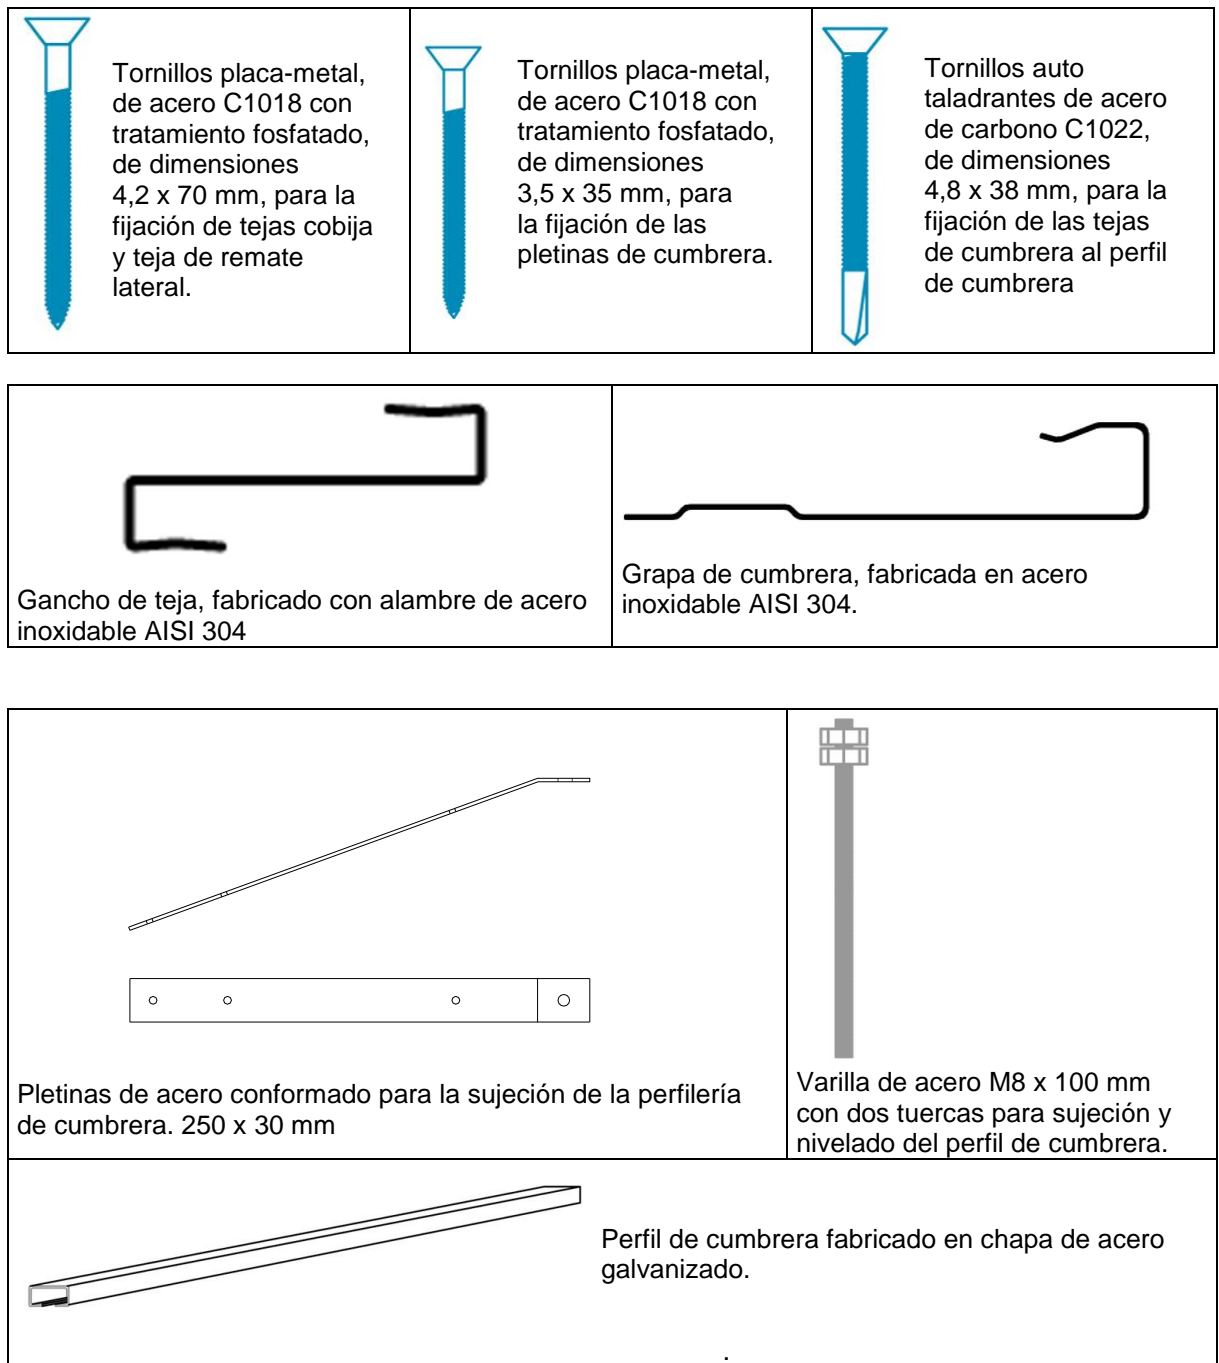 Tornillos placa-metal,
de acero C1018 con
tratamiento fosfatado,
de dimensiones
4,2 x 70 mm, para la
fijación de tejas cobija
y teja de remate
lateral.
Tornillos placa-metal,
de acero C1018 con
tratamiento fosfatado,
de dimensiones
3,5 x 35 mm, para
la fijación de las
pletinas de cumbrera.
Tornillos auto
taladrantes de acero
de carbono C1022,
de dimensiones
4,8 x 38 mm, para la
fijación de las tejas
de cumbrera al perfil
de cumbrera
Gancho de teja, fabricado con alambre de acero
inoxidable AISI 304
Grapa de cumbrera, fabricada en acero
inoxidable AISI 304.
Pletinas de acero conformado para la sujeción de la perfilería
de cumbrera. 250 x 30 mm
Varilla de acero M8 x 100 mm
con dos tuercas para sujeción y
nivelado del perfil de cumbrera.
Perfil de cumbrera fabricado en chapa de acero
galvanizado.
.